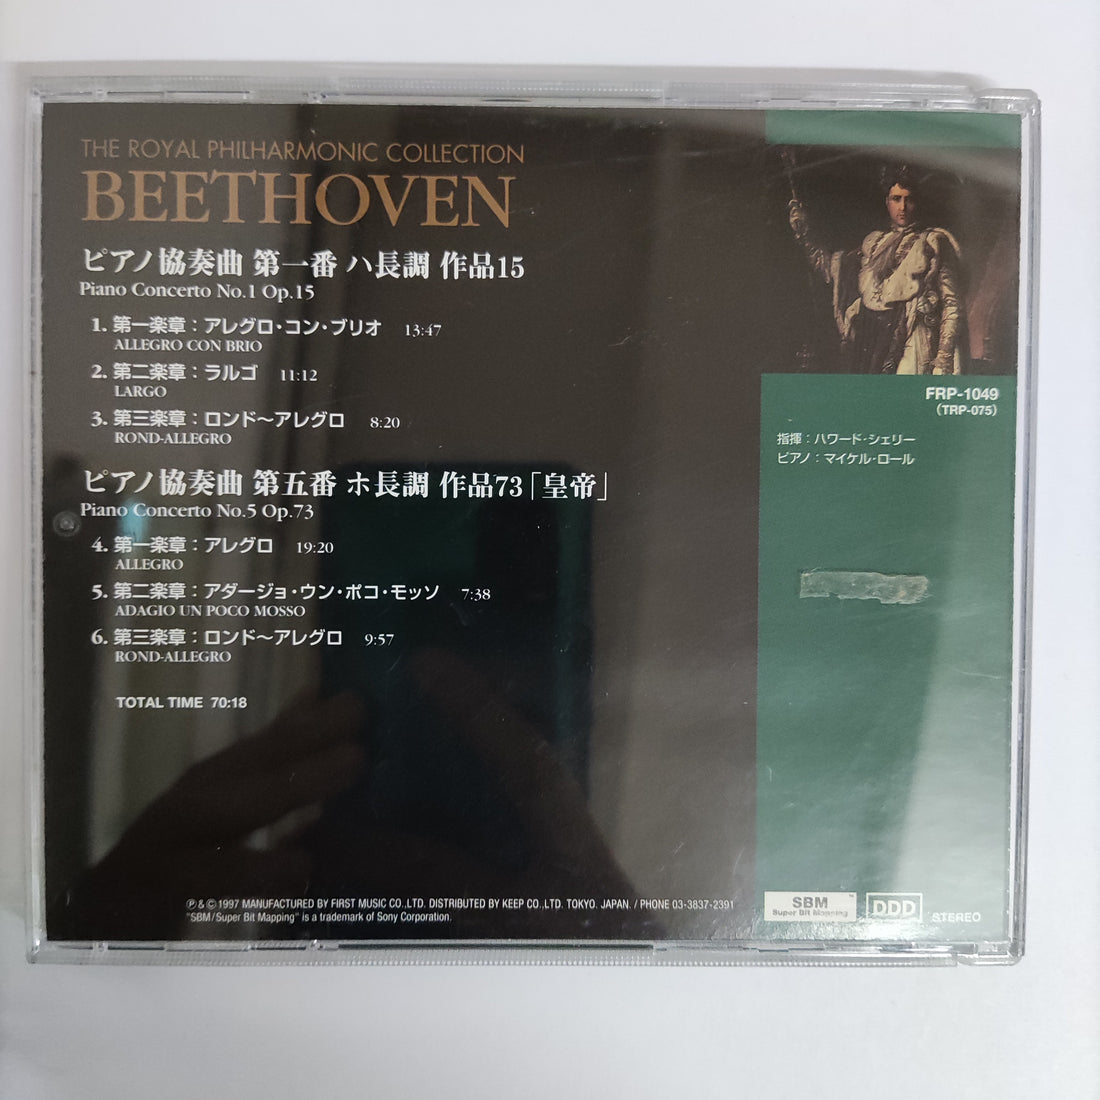 THE ROYAL PHILHARMONIC COLLECTION
BEETHOVEN
ピアノ協奏曲 第一番 ハ長調 作品15
Piano Concerto No.1 Op.15
1. 第一楽章：アレグロ・コン・ブリオ 13:47
ALLEGRO CON BRIO
2. 第二楽章：ラルゴ 11:12
LARGO
3. 第三楽章：ロンド〜アレグロ 8:20
ROND-ALLEGRO
ピアノ協奏曲 第五番 ホ長調 作品73「皇帝」
Piano Concerto No.5 Op.73
4. 第一楽章：アレグロ 19:20
ALLEGRO
5. 第二楽章：アダージョ・ウン・ポコ・モッソ 7:38
ADAGIO UN POCO MOSSO
6. 第三楽章：ロンド〜アレグロ 9:57
ROND-ALLEGRO
TOTAL TIME 70:18
FRP-1049
(TRP-075)
指揮：ハワード・シェリー
ピアノ：マイケル・ロール
℗ & © 1997 MANUFACTURED BY FIRST MUSIC CO.,LTD. DISTRIBUTED BY KEEP CO.,LTD. TOKYO. JAPAN. / PHONE 03-3837-2391
"SBM/Super Bit Mapping" is a trademark of Sony Corporation.
SBM
Super Bit Mapping
DDD
STEREO